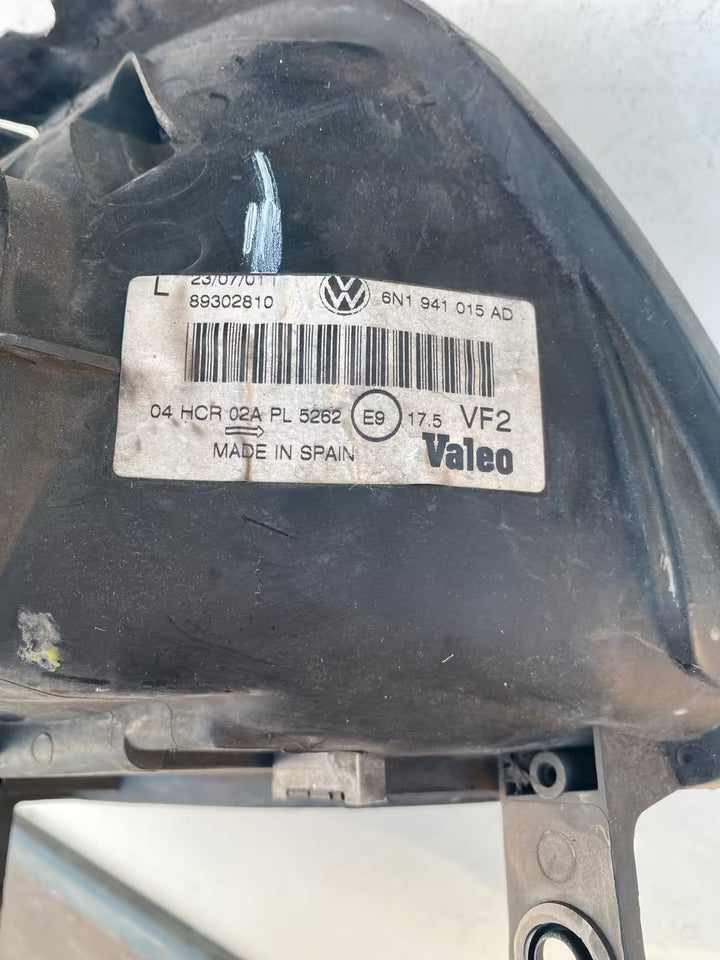 L 23/07/01 1
89302810
6N1 941 015 AD
04 HCR 02A PL 5262 E9 17.5 VF2
MADE IN SPAIN
Valeo